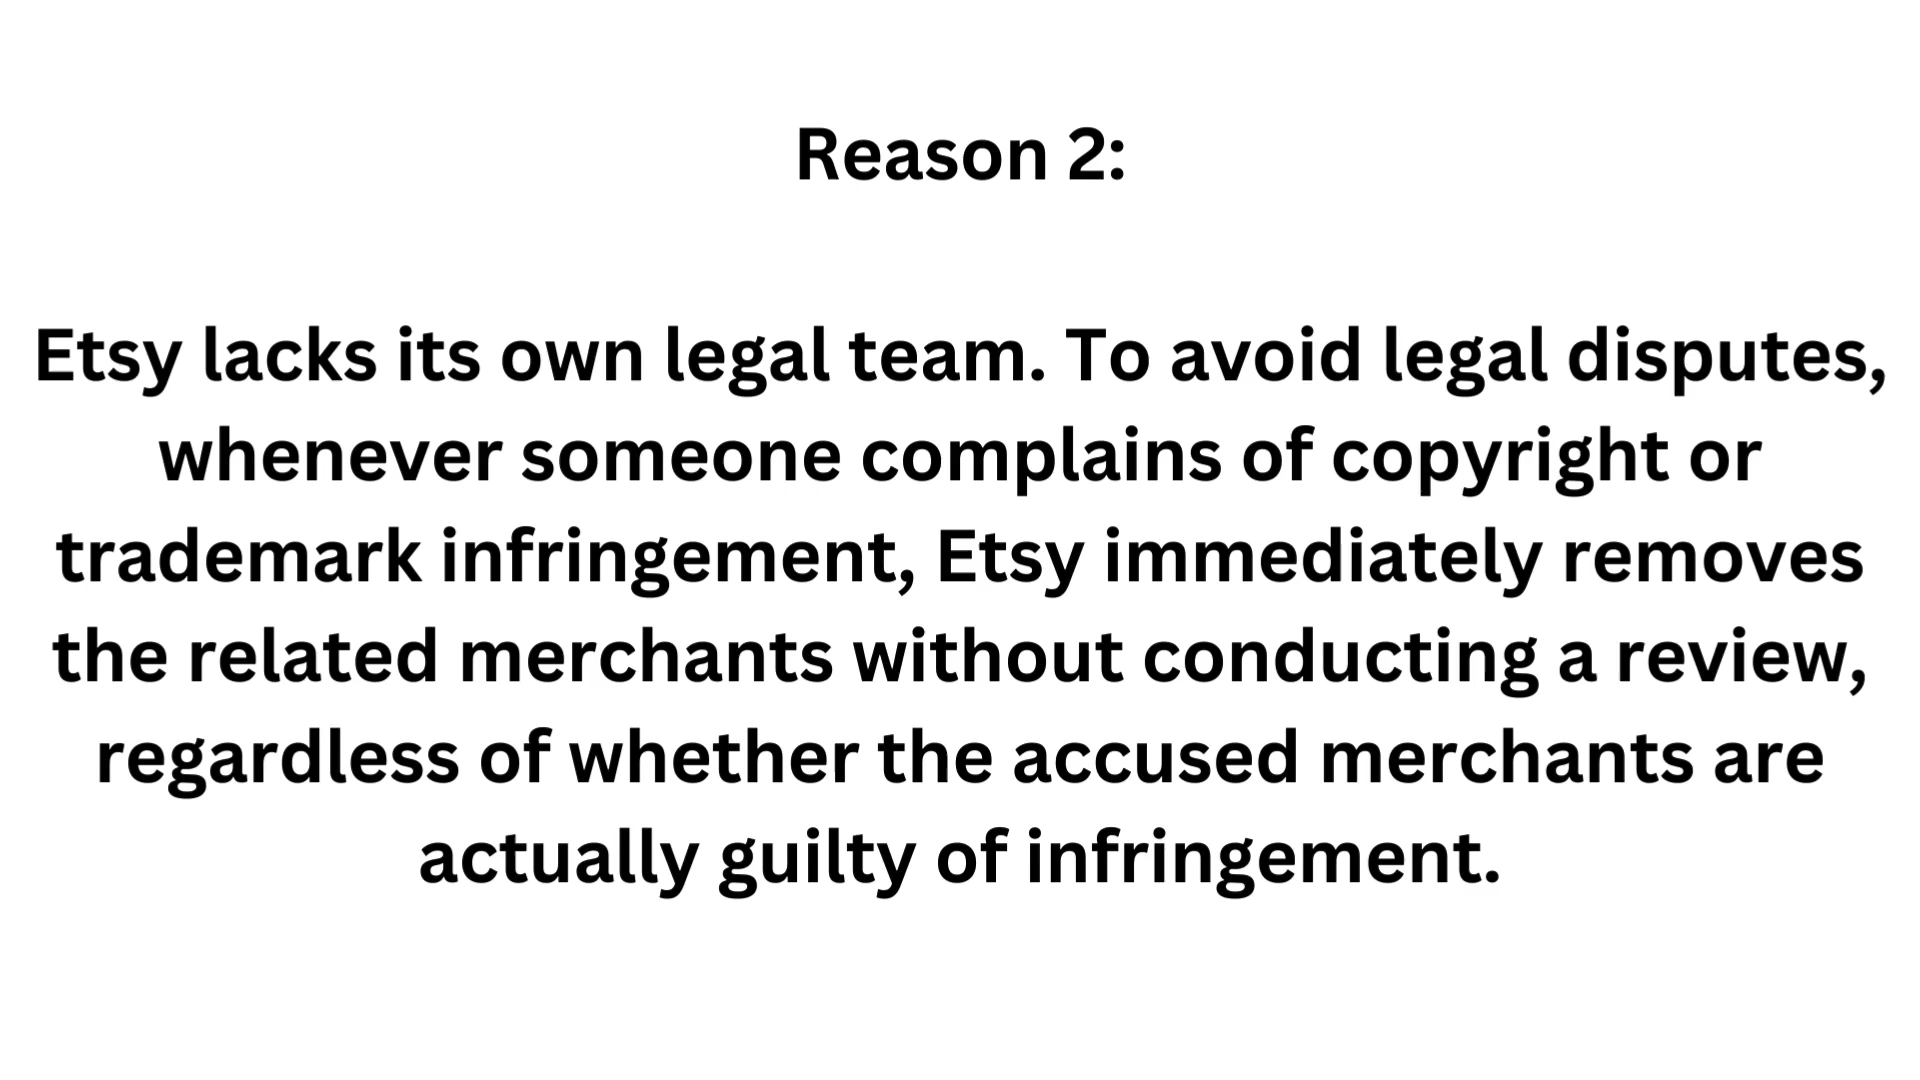 Reason 2:
Etsy lacks its own legal team. To avoid legal disputes,
whenever someone complains of copyright or
trademark infringement, Etsy immediately removes
the related merchants without conducting a review,
regardless of whether the accused merchants are
actually guilty of infringement.